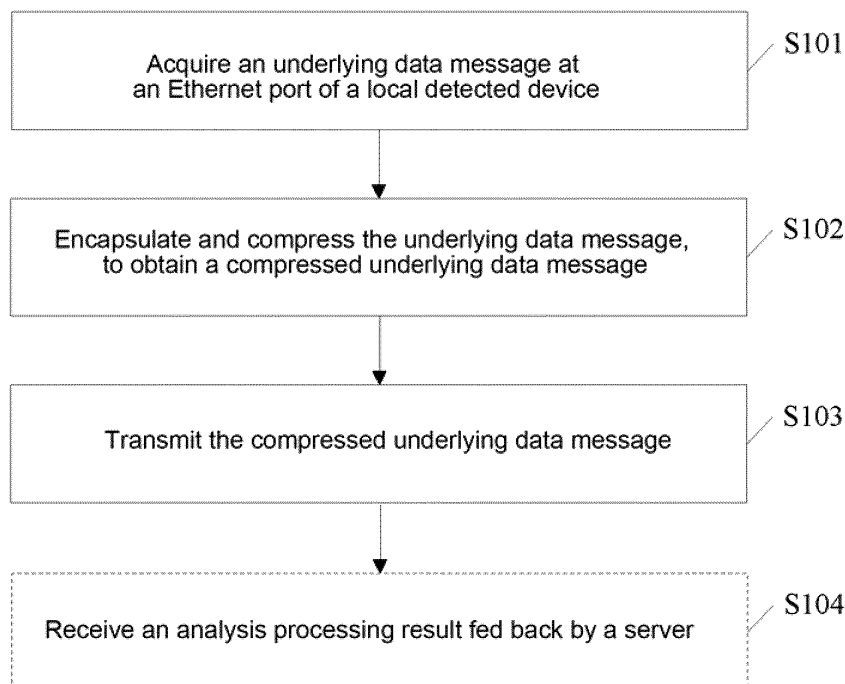 Acquire an underlying data message at
an Ethernet port of a local detected device
S101
Encapsulate and compress the underlying data message,
to obtain a compressed underlying data message
S102
Transmit the compressed underlying data message
S103
Receive an analysis processing result fed back by a server
S104